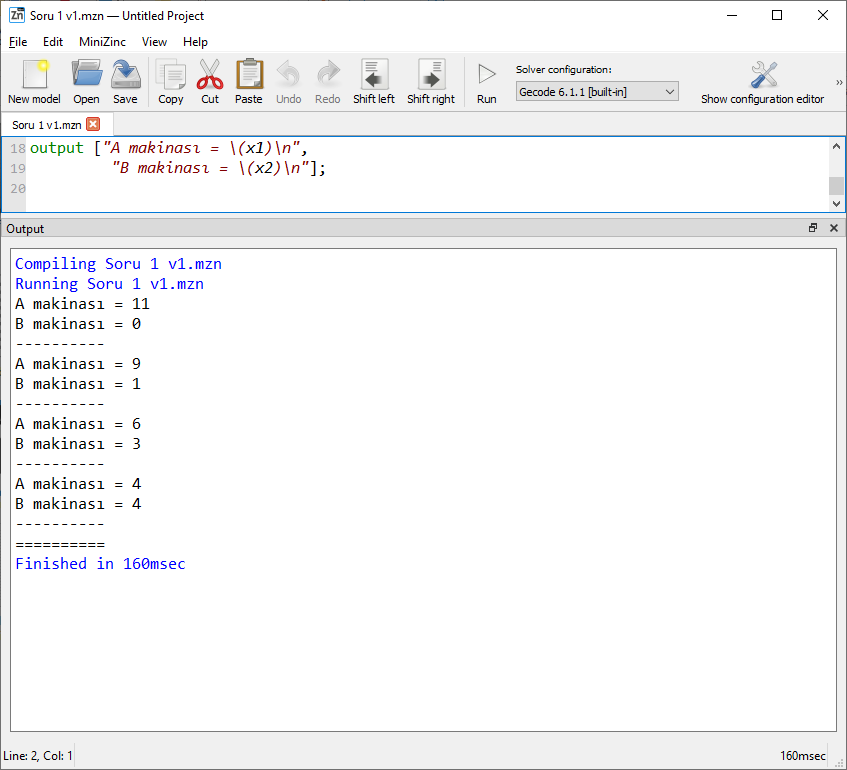 Zn Soru 1 v1.mzn — Untitled Project
File Edit MiniZinc View Help
New model Open Save Copy Cut Paste Undo Redo Shift left Shift right Run Solver configuration: Gecode 6.1.1 [built-in] Show configuration editor »
Soru 1 v1.mzn
18 output ["A makinası = \(x1)\n",
19 "B makinası = \(x2)\n"];
20
Output
Compiling Soru 1 v1.mzn
Running Soru 1 v1.mzn
A makinası = 11
B makinası = 0
----------
A makinası = 9
B makinası = 1
----------
A makinası = 6
B makinası = 3
----------
A makinası = 4
B makinası = 4
----------
==========
Finished in 160msec
Line: 2, Col: 1 160msec